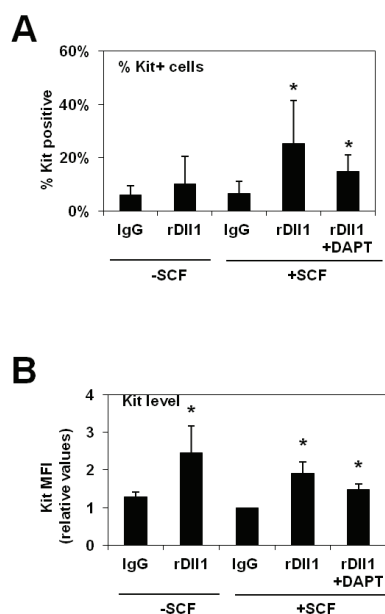 A
60%
% Kit+ cells
40%
20%
0%
% Kit positive
* *
IgG rDll1 IgG rDll1 rDll1
+DAPT
-SCF +SCF
B
4
Kit level
3
2
1
0
Kit MFI
(relative values)
* * *
IgG rDll1 IgG rDll1 rDll1
+DAPT
-SCF +SCF